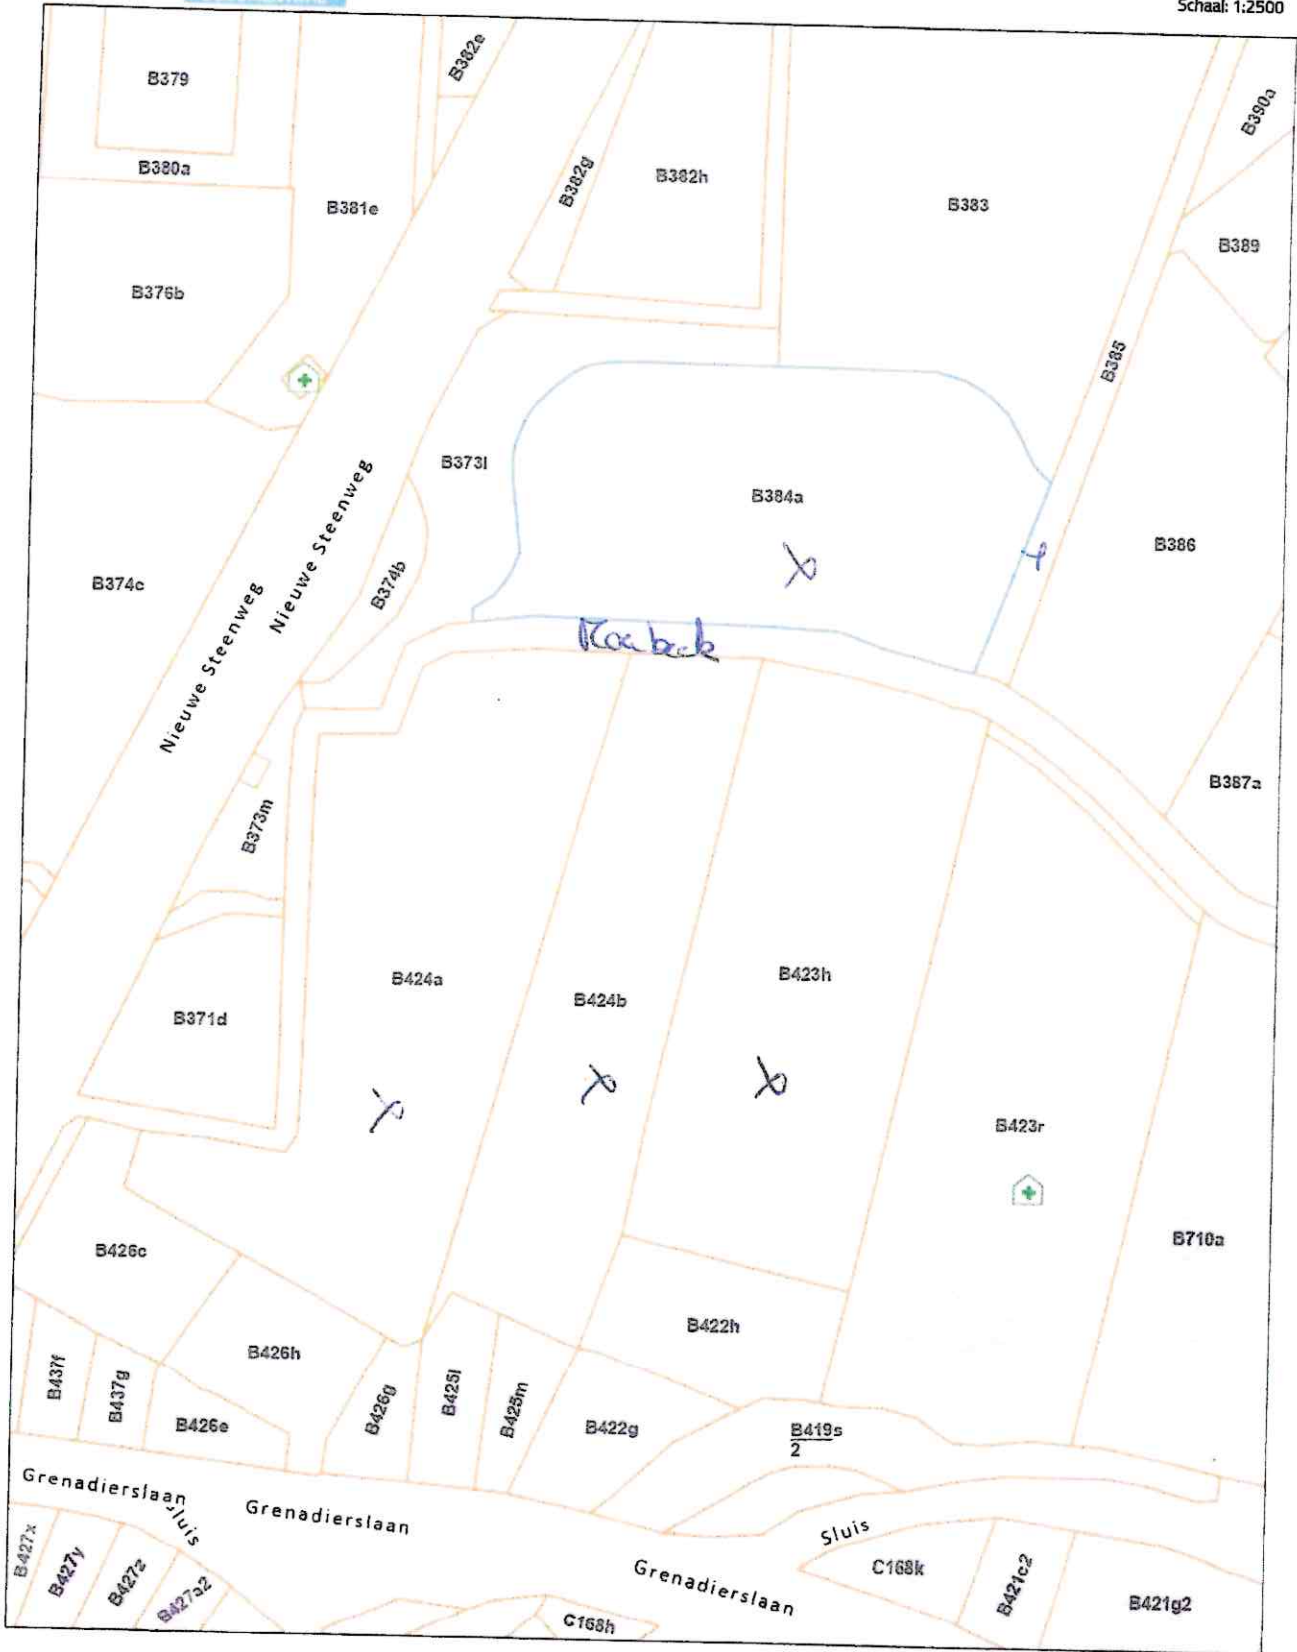 Schaal: 1:2500
B379
B382e
B390a
B380a
B382g
B382h
B381e
B383
B389
B376b
B385
B373l
Nieuwe Steenweg
B384a
B386
B374c
B374b
Nieuwe Steenweg
B387a
B373m
B424a
B424b
B423h
B371d
B423r
B426c
B710a
B422h
B426h
B437f
B437g
B426g
B425l
B425m
B426e
B422g
B419s
2
Grenadierslaan
Sluis
Grenadierslaan
Sluis
Grenadierslaan
B427x
B427y
B427z
B427a2
C168k
B421c2
B421g2
C168h